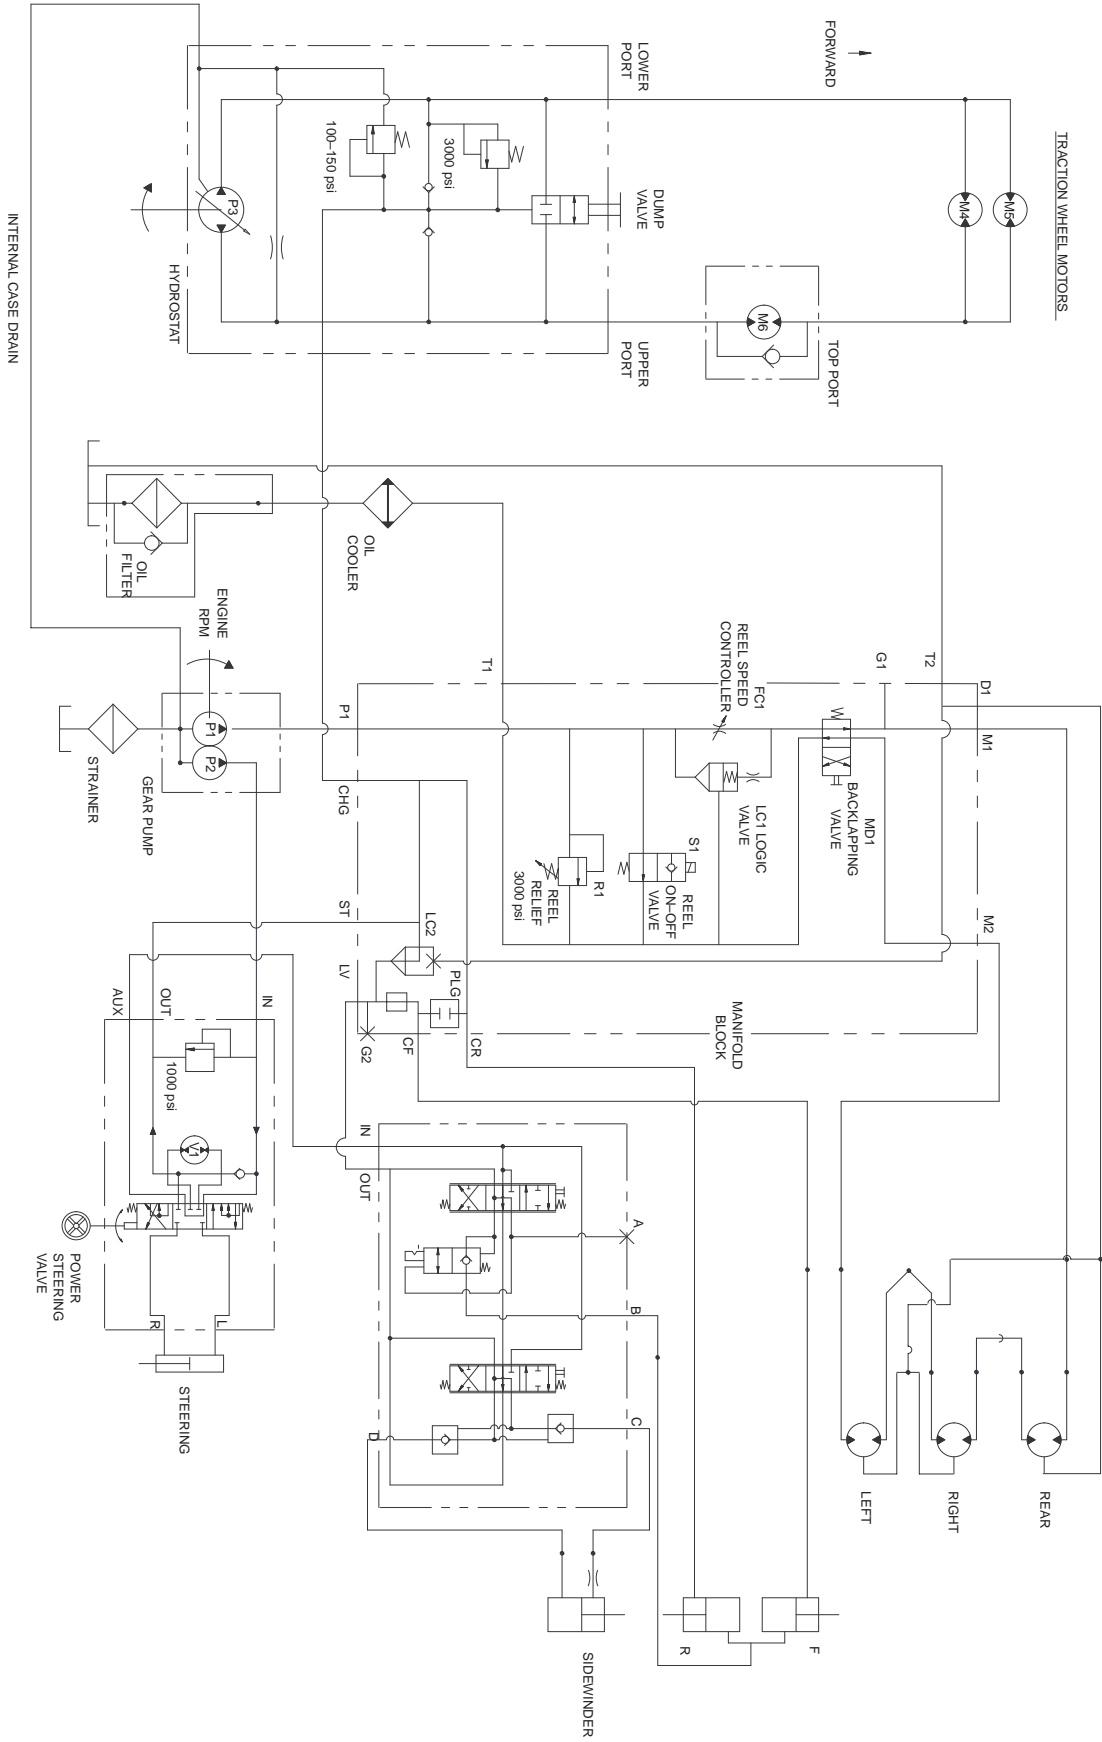 TRACTION WHEEL MOTORS
FORWARD
LOWER
PORT
M5
M4
3000 psi
100–150 psi
DUMP
VALVE
P3
HYDROSTAT
UPPER
PORT
M6
TOP PORT
INTERNAL CASE DRAIN
OIL
FILTER
OIL
COOLER
ENGINE
RPM
P1
P2
STRAINER
GEAR PUMP
T1
T2
G1
D1
P1
M1
M2
CHG
ST
LV
REEL SPEED
CONTROLLER
FC1
LC1 LOGIC
VALVE
MD1
BACKLAPPING
VALVE
S1
REEL
ON–OFF
VALVE
R1
REEL
RELIEF
3000 psi
LC2
PLG
MANIFOLD
BLOCK
G2
CF
CR
AUX
OUT
IN
1000 psi
V1
POWER
STEERING
VALVE
R
L
STEERING
IN
OUT
A
B
C
D
REAR
RIGHT
LEFT
F
R
SIDEWINDER